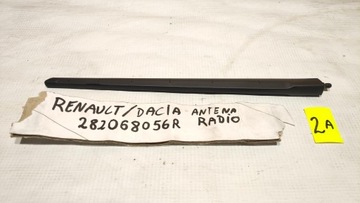 RENAULT/DACIA ANTENA
282068056R RADIO
2A